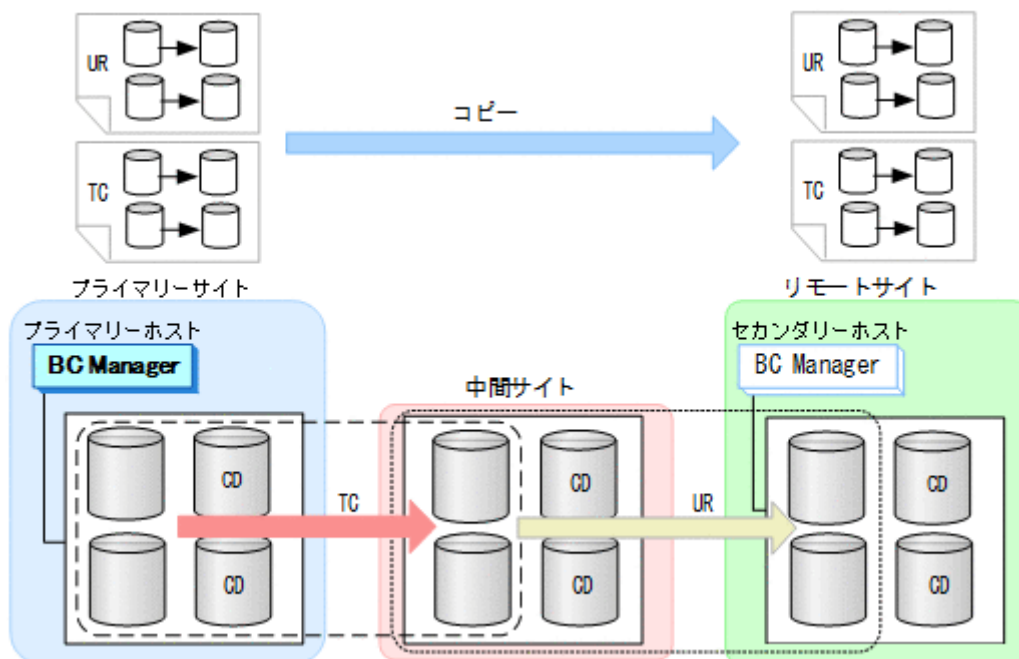 UR
UR
コピー
TC
TC
プライマリーサイト
リモートサイト
プライマリーホスト
セカンダリーホスト
BC Manager
BC Manager
中間サイト
CD
CD
CD
TC
UR
CD
CD
CD